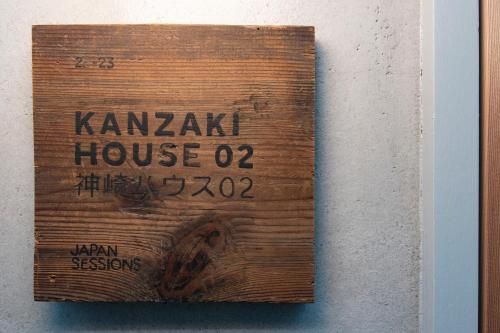 2-23
KANZAKI
HOUSE 02
神崎ハウス02
JAPAN
SESSIONS